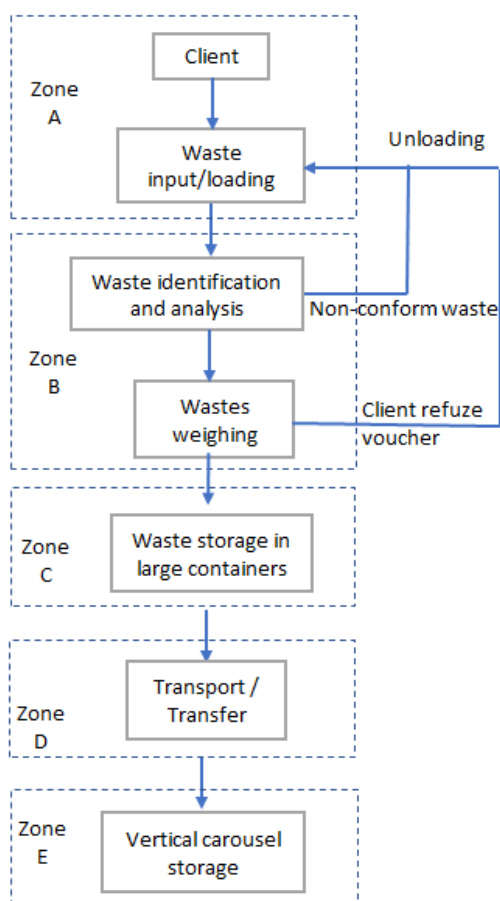 Client
Zone
A
Waste
input/loading
Unloading
Waste identification
and analysis
Non-conform waste
Zone
B
Wastes
weighing
Client refuze
voucher
Zone
C
Waste storage in
large containers
Zone
D
Transport /
Transfer
Zone
E
Vertical carousel
storage